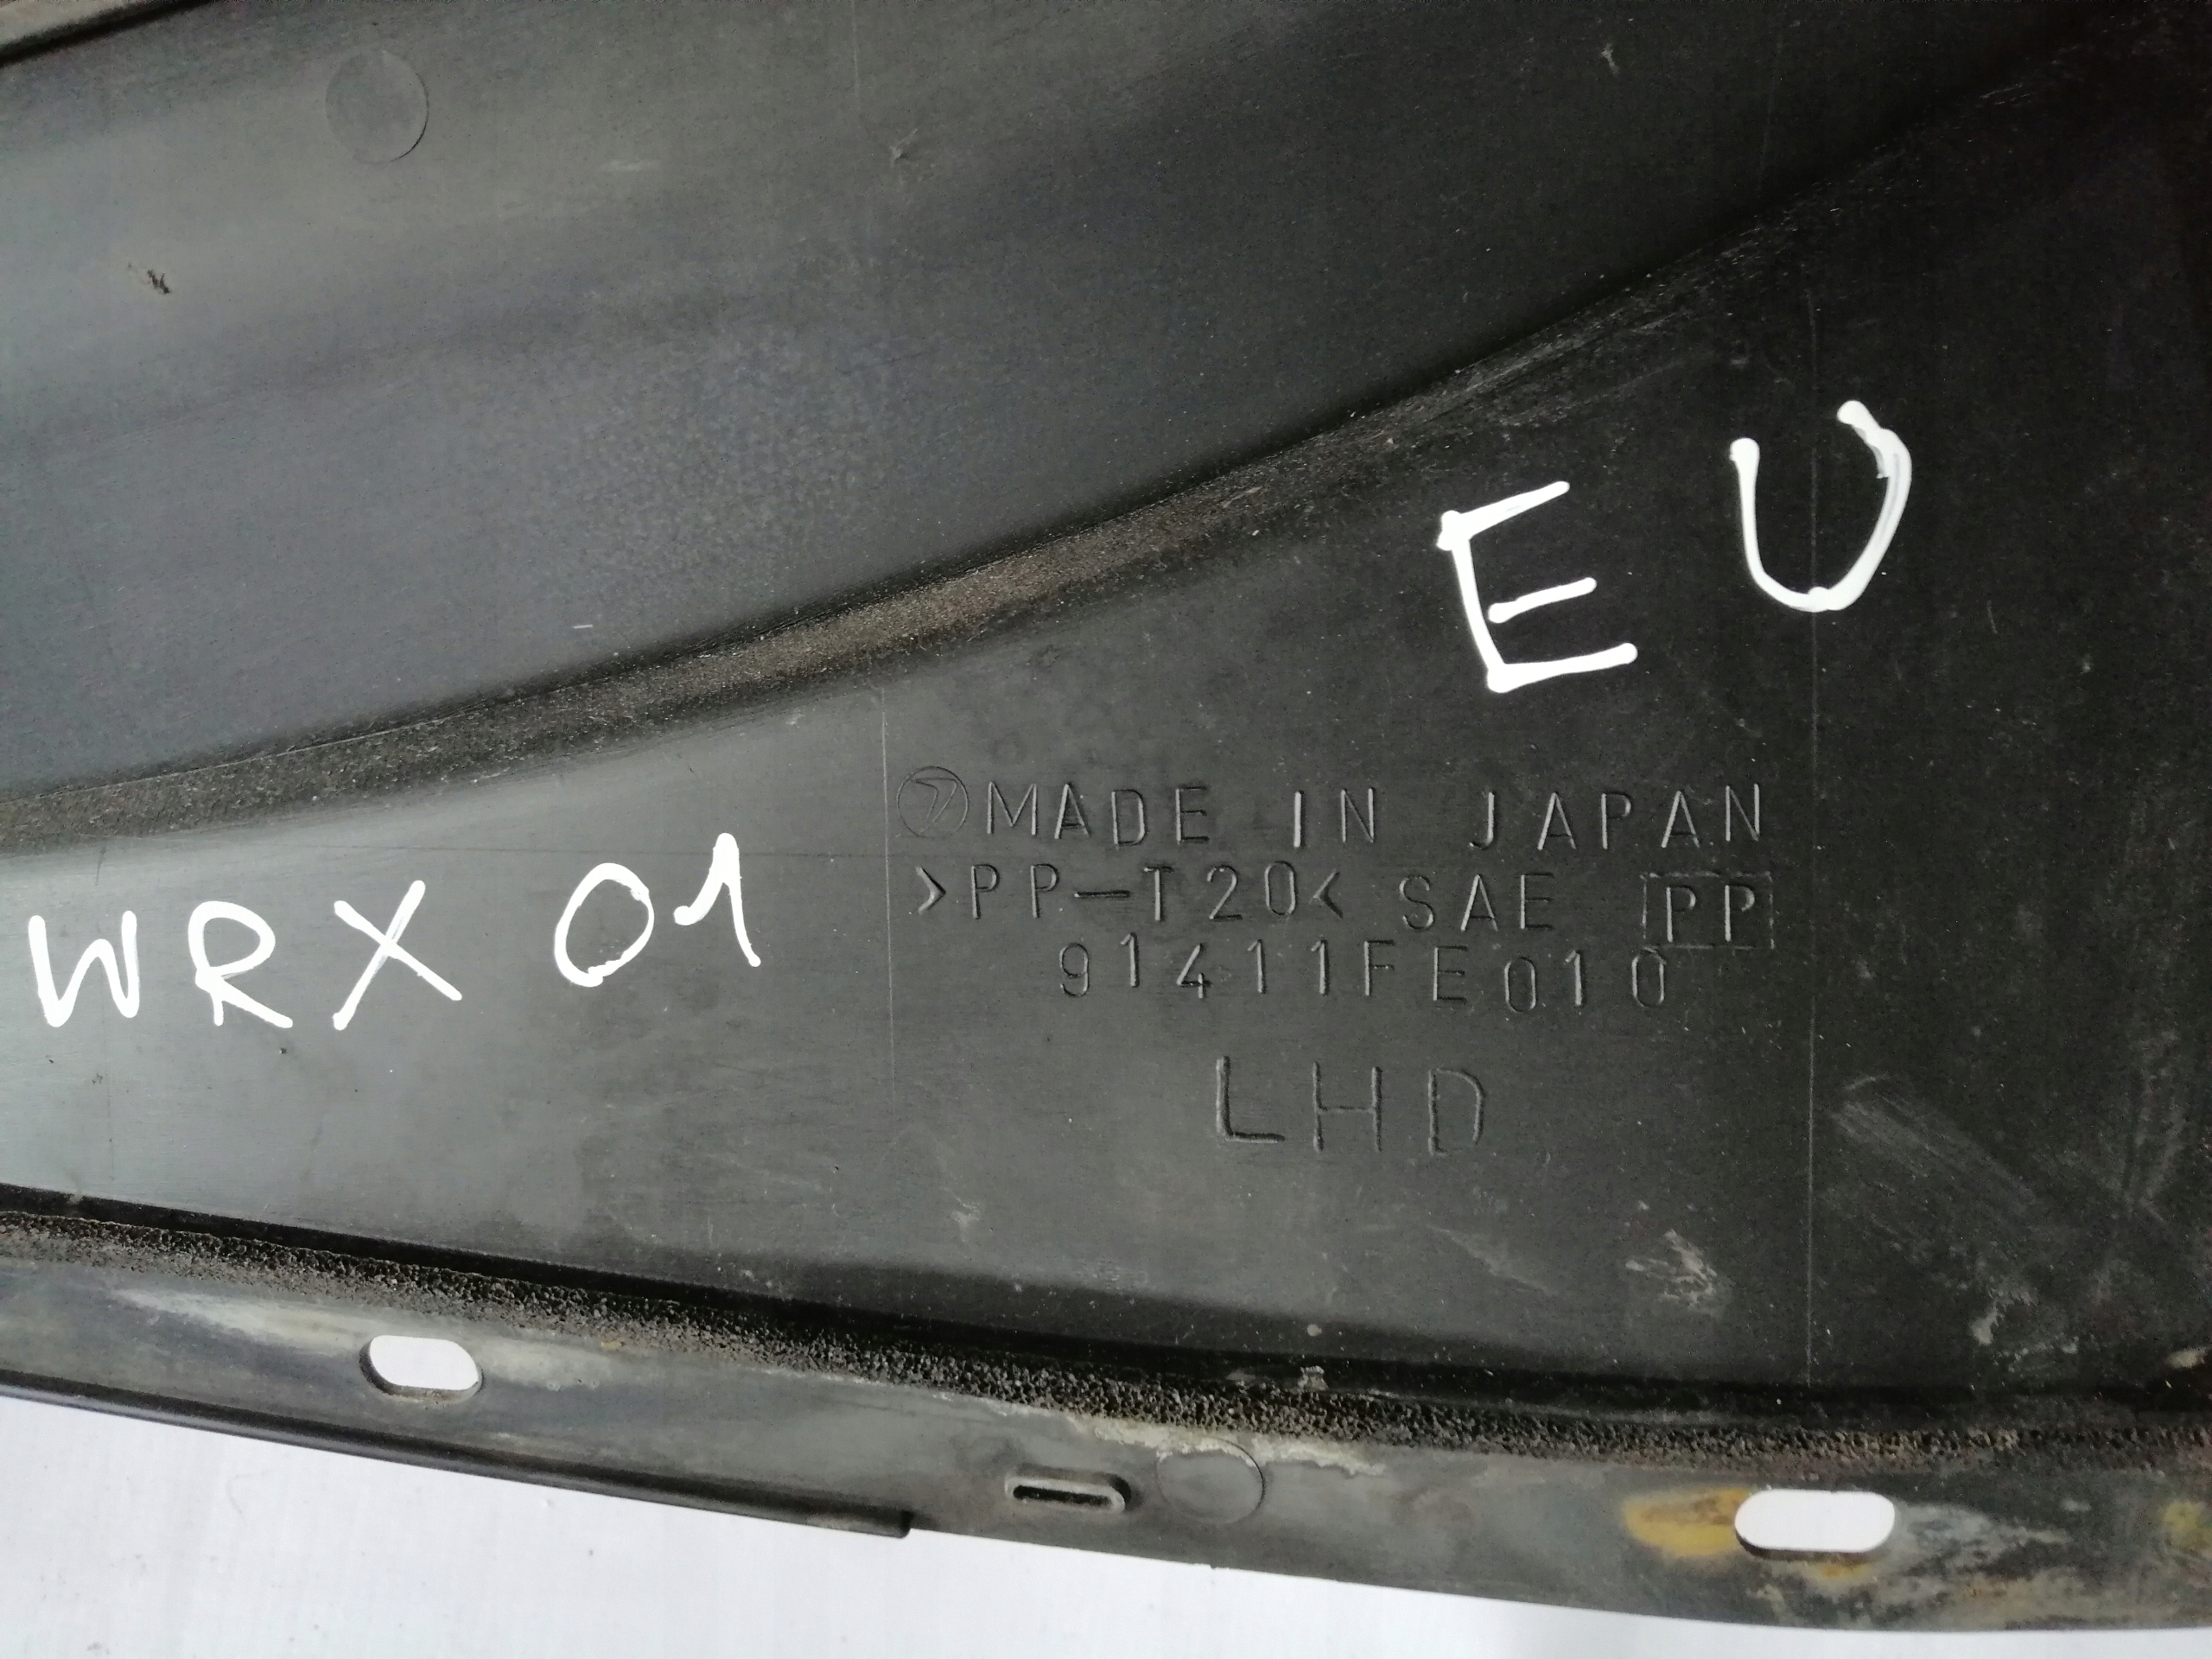 EU
MADE IN JAPAN
>PP-T20< SAE PP
WRX 01
91411FE010
LHD